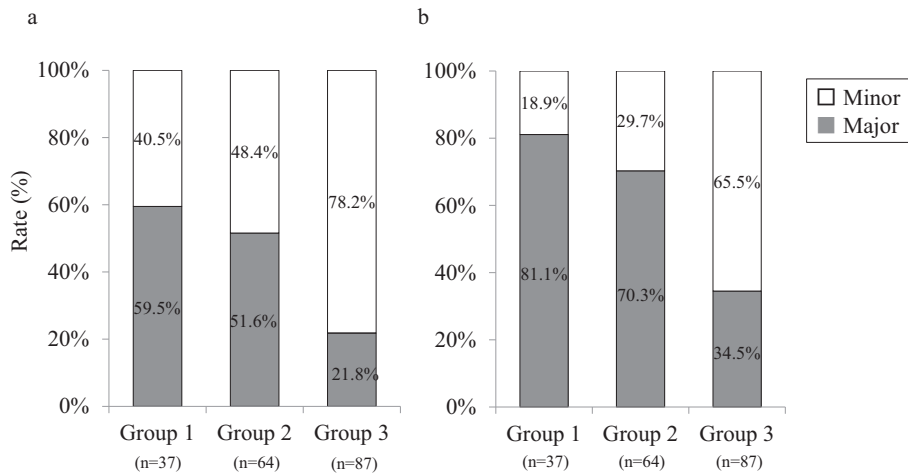 a
b
100%
80%
60%
40%
20%
0%
Rate (%)
40.5%
48.4%
78.2%
59.5%
51.6%
21.8%
Group 1
Group 2
Group 3
(n=37)
(n=64)
(n=87)
100%
80%
60%
40%
20%
0%
18.9%
29.7%
65.5%
81.1%
70.3%
34.5%
Group 1
Group 2
Group 3
(n=37)
(n=64)
(n=87)
Minor
Major